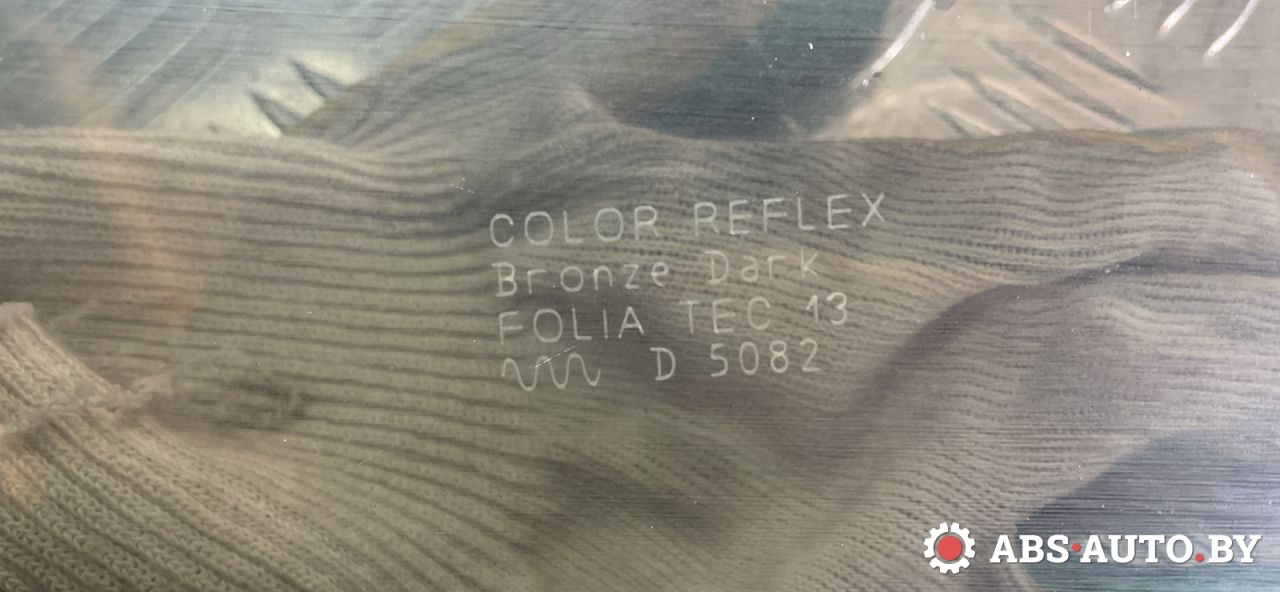 COLOR REFLEX
Bronze Dark
FOLIA TEC 13
D 5082
ABS·AUTO.BY